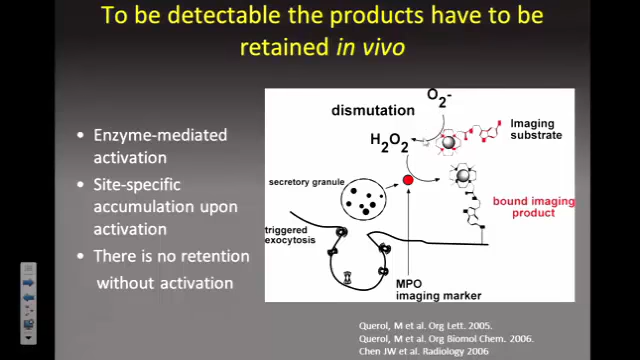 To be detectable the products have to be
retained in vivo
• Enzyme-mediated
activation
• Site-specific
accumulation upon
activation
• There is no retention
without activation
O2-
dismutation
Imaging
substrate
H2O2
secretory granule
bound imaging
product
triggered
exocytosis
MPO
imaging marker
Querol, M et al. Org Lett. 2005.
Querol, M et al. Org Biomol Chem. 2006.
Chen JW et al. Radiology 2006